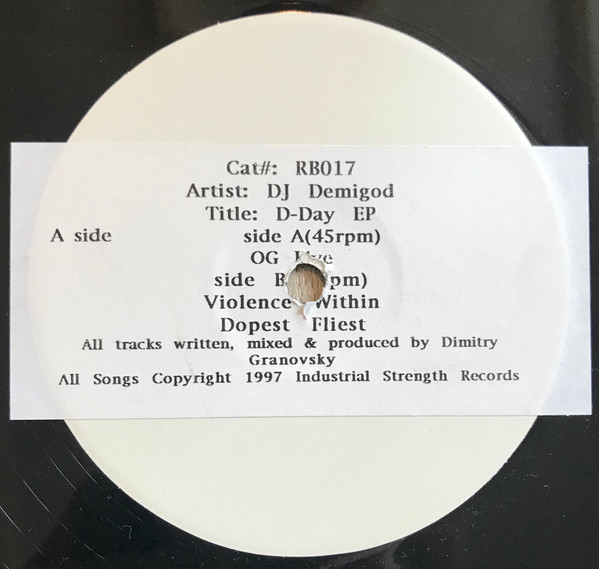 Cat#: RB017
Artist: DJ Demigod
Title: D-Day EP
A side side A(45rpm)
OG
side B pm)
Violence Within
Dopest Fliest
All tracks written, mixed & produced by Dimitry
Granovsky
All Songs Copyright 1997 Industrial Strength Records